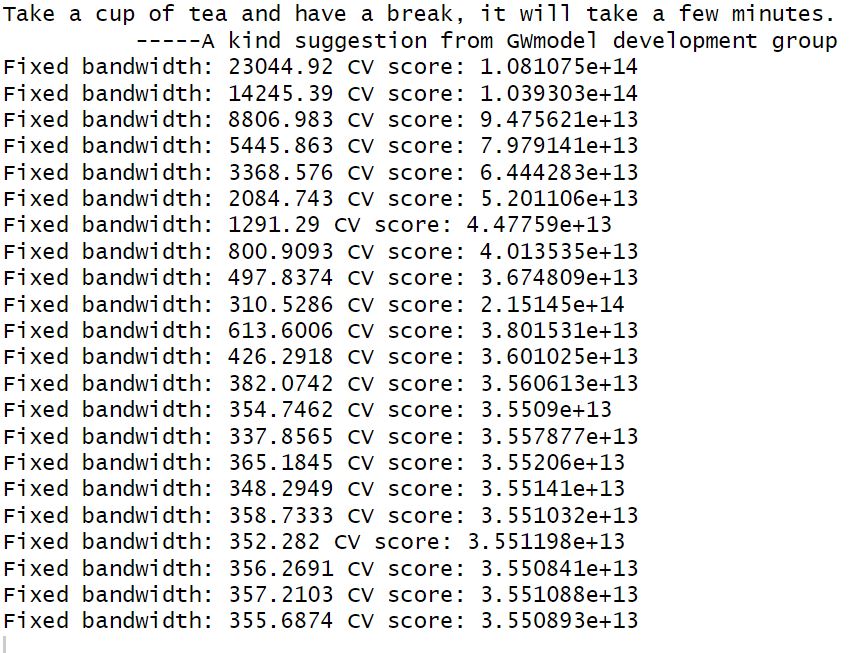 Take a cup of tea and have a break, it will take a few minutes.
-----A kind suggestion from GWmodel development group
Fixed bandwidth: 23044.92 CV score: 1.081075e+14
Fixed bandwidth: 14245.39 CV score: 1.039303e+14
Fixed bandwidth: 8806.983 CV score: 9.475621e+13
Fixed bandwidth: 5445.863 CV score: 7.979141e+13
Fixed bandwidth: 3368.576 CV score: 6.444283e+13
Fixed bandwidth: 2084.743 CV score: 5.201106e+13
Fixed bandwidth: 1291.29 CV score: 4.47759e+13
Fixed bandwidth: 800.9093 CV score: 4.013535e+13
Fixed bandwidth: 497.8374 CV score: 3.674809e+13
Fixed bandwidth: 310.5286 CV score: 2.15145e+14
Fixed bandwidth: 613.6006 CV score: 3.801531e+13
Fixed bandwidth: 426.2918 CV score: 3.601025e+13
Fixed bandwidth: 382.0742 CV score: 3.560613e+13
Fixed bandwidth: 354.7462 CV score: 3.5509e+13
Fixed bandwidth: 337.8565 CV score: 3.557877e+13
Fixed bandwidth: 365.1845 CV score: 3.55206e+13
Fixed bandwidth: 348.2949 CV score: 3.55141e+13
Fixed bandwidth: 358.7333 CV score: 3.551032e+13
Fixed bandwidth: 352.282 CV score: 3.551198e+13
Fixed bandwidth: 356.2691 CV score: 3.550841e+13
Fixed bandwidth: 357.2103 CV score: 3.551088e+13
Fixed bandwidth: 355.6874 CV score: 3.550893e+13